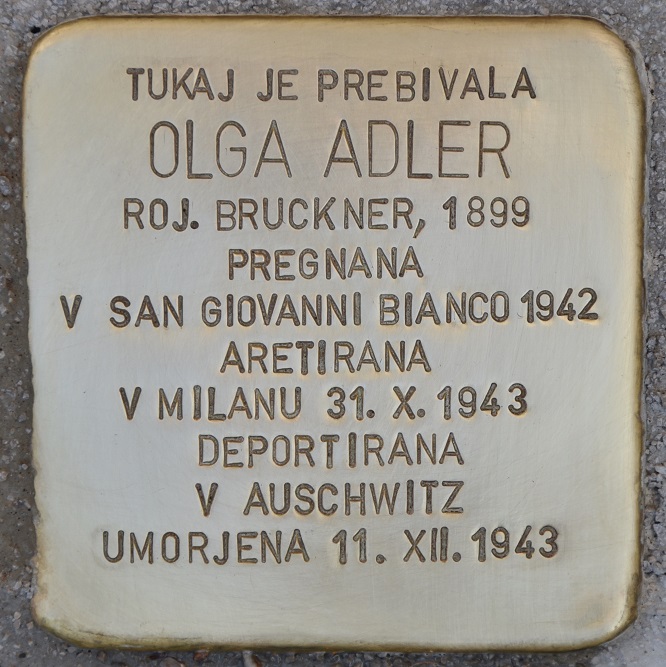 TUKAJ JE PREBIVALA
OLGA ADLER
ROJ. BRUCKNER, 1899
PREGNANA
V SAN GIOVANNI BIANCO 1942
ARETIRANA
V MILANU 31. X. 1943
DEPORTIRANA
V AUSCHWITZ
UMORJENA 11. XII. 1943